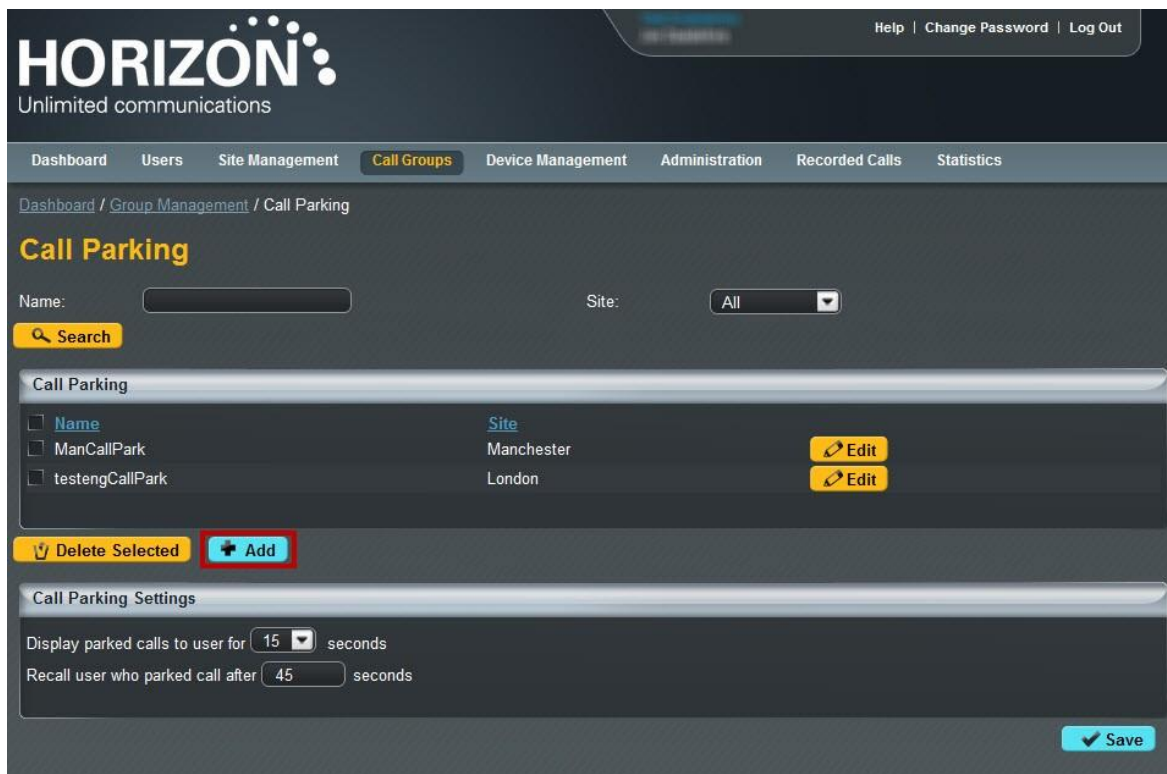 Help | Change Password | Log Out
HORIZON
Unlimited communications
Dashboard Users Site Management Call Groups Device Management Administration Recorded Calls Statistics
Dashboard / Group Management / Call Parking
Call Parking
Name: Site: All
Search
Call Parking
Name Site
ManCallPark Manchester Edit
testengCallPark London Edit
Delete Selected Add
Call Parking Settings
Display parked calls to user for 15 seconds
Recall user who parked call after 45 seconds
Save